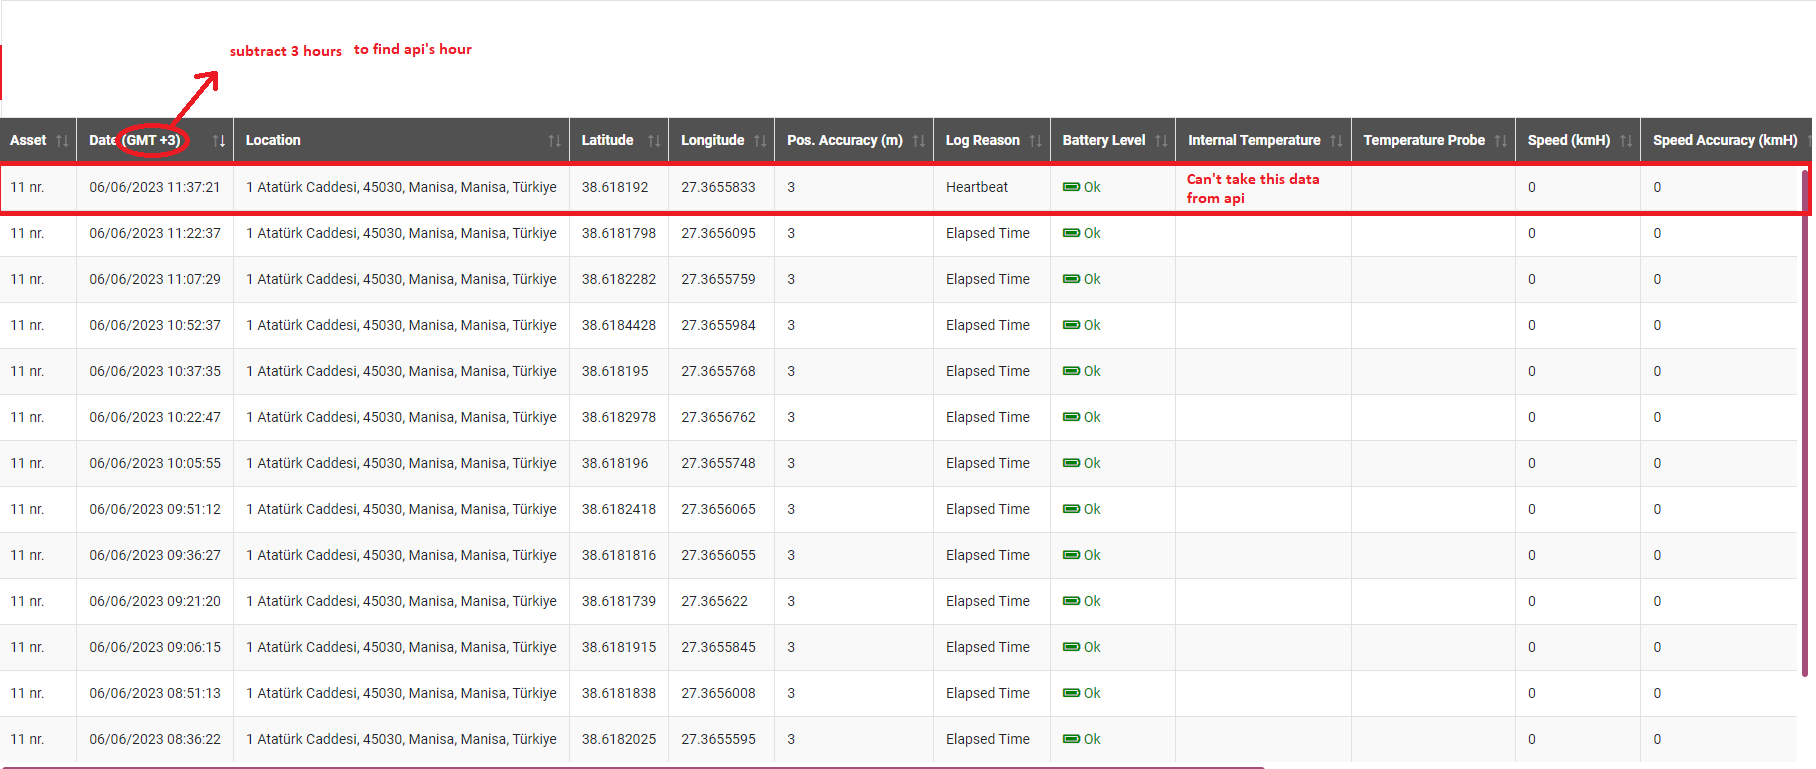 subtract 3 hours to find api's hour
Asset Date (GMT +3) Location Latitude Longitude Pos. Accuracy (m) Log Reason Battery Level Internal Temperature Temperature Probe Speed (kmH) Speed Accuracy (kmH)
11 nr. 06/06/2023 11:37:21 1 Atatürk Caddesi, 45030, Manisa, Manisa, Türkiye 38.618192 27.3655833 3 Heartbeat Ok Can't take this data 0 0
from api
11 nr. 06/06/2023 11:22:37 1 Atatürk Caddesi, 45030, Manisa, Manisa, Türkiye 38.6181798 27.3656095 3 Elapsed Time Ok 0 0
11 nr. 06/06/2023 11:07:29 1 Atatürk Caddesi, 45030, Manisa, Manisa, Türkiye 38.6182282 27.3655759 3 Elapsed Time Ok 0 0
11 nr. 06/06/2023 10:52:37 1 Atatürk Caddesi, 45030, Manisa, Manisa, Türkiye 38.6184428 27.3655984 3 Elapsed Time Ok 0 0
11 nr. 06/06/2023 10:37:35 1 Atatürk Caddesi, 45030, Manisa, Manisa, Türkiye 38.618195 27.3655768 3 Elapsed Time Ok 0 0
11 nr. 06/06/2023 10:22:47 1 Atatürk Caddesi, 45030, Manisa, Manisa, Türkiye 38.6182978 27.3656762 3 Elapsed Time Ok 0 0
11 nr. 06/06/2023 10:05:55 1 Atatürk Caddesi, 45030, Manisa, Manisa, Türkiye 38.618196 27.3655748 3 Elapsed Time Ok 0 0
11 nr. 06/06/2023 09:51:12 1 Atatürk Caddesi, 45030, Manisa, Manisa, Türkiye 38.6182418 27.3656065 3 Elapsed Time Ok 0 0
11 nr. 06/06/2023 09:36:27 1 Atatürk Caddesi, 45030, Manisa, Manisa, Türkiye 38.6181816 27.3656055 3 Elapsed Time Ok 0 0
11 nr. 06/06/2023 09:21:20 1 Atatürk Caddesi, 45030, Manisa, Manisa, Türkiye 38.6181739 27.365622 3 Elapsed Time Ok 0 0
11 nr. 06/06/2023 09:06:15 1 Atatürk Caddesi, 45030, Manisa, Manisa, Türkiye 38.6181915 27.3655845 3 Elapsed Time Ok 0 0
11 nr. 06/06/2023 08:51:13 1 Atatürk Caddesi, 45030, Manisa, Manisa, Türkiye 38.6181838 27.3656008 3 Elapsed Time Ok 0 0
11 nr. 06/06/2023 08:36:22 1 Atatürk Caddesi, 45030, Manisa, Manisa, Türkiye 38.6182025 27.3655595 3 Elapsed Time Ok 0 0